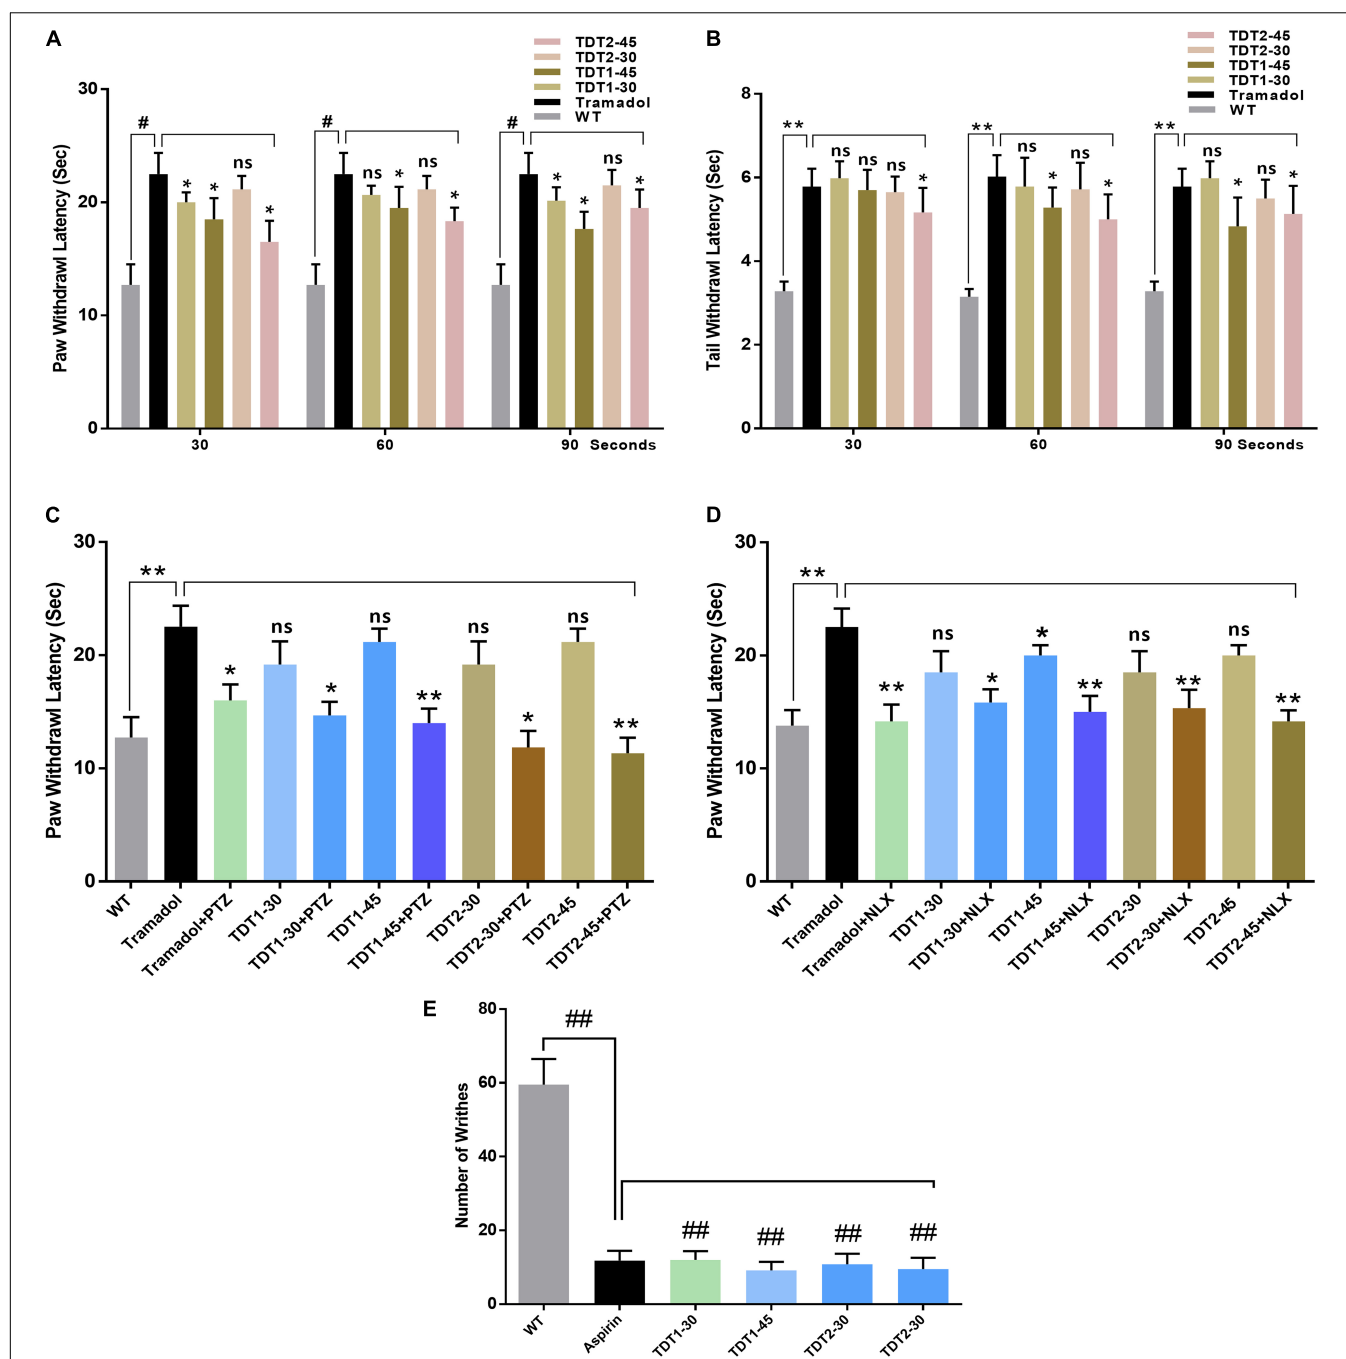 A
TDT2-45
TDT2-30
TDT1-45
TDT1-30
Tramadol
WT
Paw Withdrawl Latency (Sec)
30
20
10
0
# * * ns *
# ns * ns *
# * * ns *
30 60 90 Seconds
B
TDT2-45
TDT2-30
TDT1-45
TDT1-30
Tramadol
WT
Tail Withdrawl Latency (Sec)
8
6
4
2
0
** ns ns ns *
** ns * ns *
** ns * ns *
30 60 90 Seconds
C
Paw Withdrawl Latency (Sec)
30
20
10
0
** * ns * ns ** ns * ns **
WT
Tramadol
Tramadol+PTZ
TDT1-30
TDT1-30+PTZ
TDT1-45
TDT1-45+PTZ
TDT2-30
TDT2-30+PTZ
TDT2-45
TDT2-45+PTZ
D
Paw Withdrawl Latency (Sec)
30
20
10
0
** ** ns * * ** ns ** ns **
WT
Tramadol
Tramadol+NLX
TDT1-30
TDT1-30+NLX
TDT1-45
TDT1-45+NLX
TDT2-30
TDT2-30+NLX
TDT2-45
TDT2-45+NLX
E
Number of Writhes
80
60
40
20
0
## ## ## ## ##
WT
Aspirin
TDT1-30
TDT1-45
TDT2-30
TDT2-30